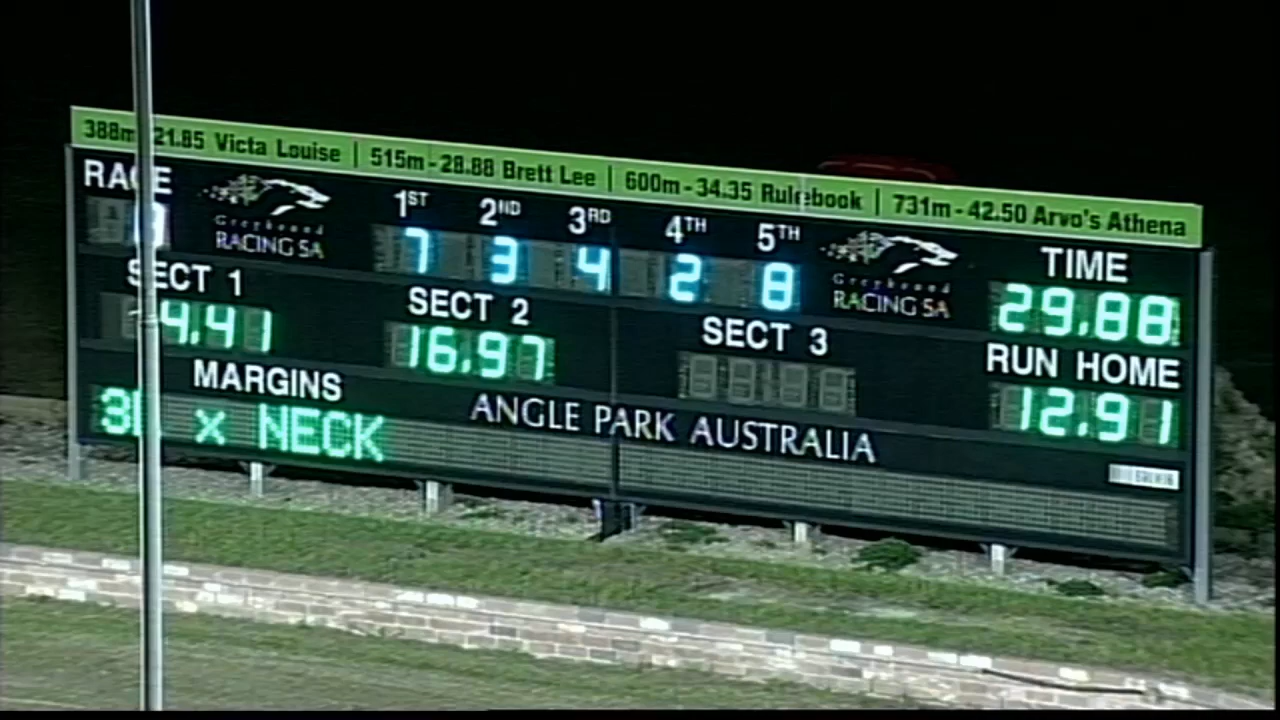 388m-21.85 Victa Louise | 515m-28.88 Brett Lee | 600m-34.35 Rulebook | 731m-42.50 Arvo's Athena
RACE
Greyhound
RACING SA
1ST 2ND 3RD 4TH 5TH
7 3 4 2 8
Greyhound
RACING SA
TIME
29.88
SECT 1
4.41
SECT 2
16.97
SECT 3
RUN HOME
12.91
MARGINS
x NECK
ANGLE PARK AUSTRALIA